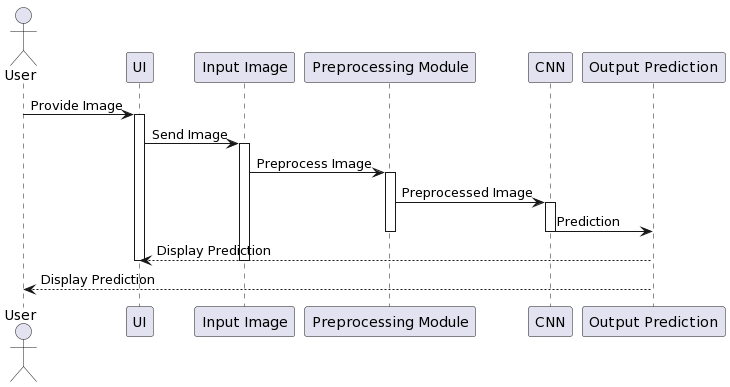 User
UI
Input Image
Preprocessing Module
CNN
Output Prediction
Provide Image
Send Image
Preprocess Image
Preprocessed Image
Prediction
Display Prediction
Display Prediction
User
UI
Input Image
Preprocessing Module
CNN
Output Prediction